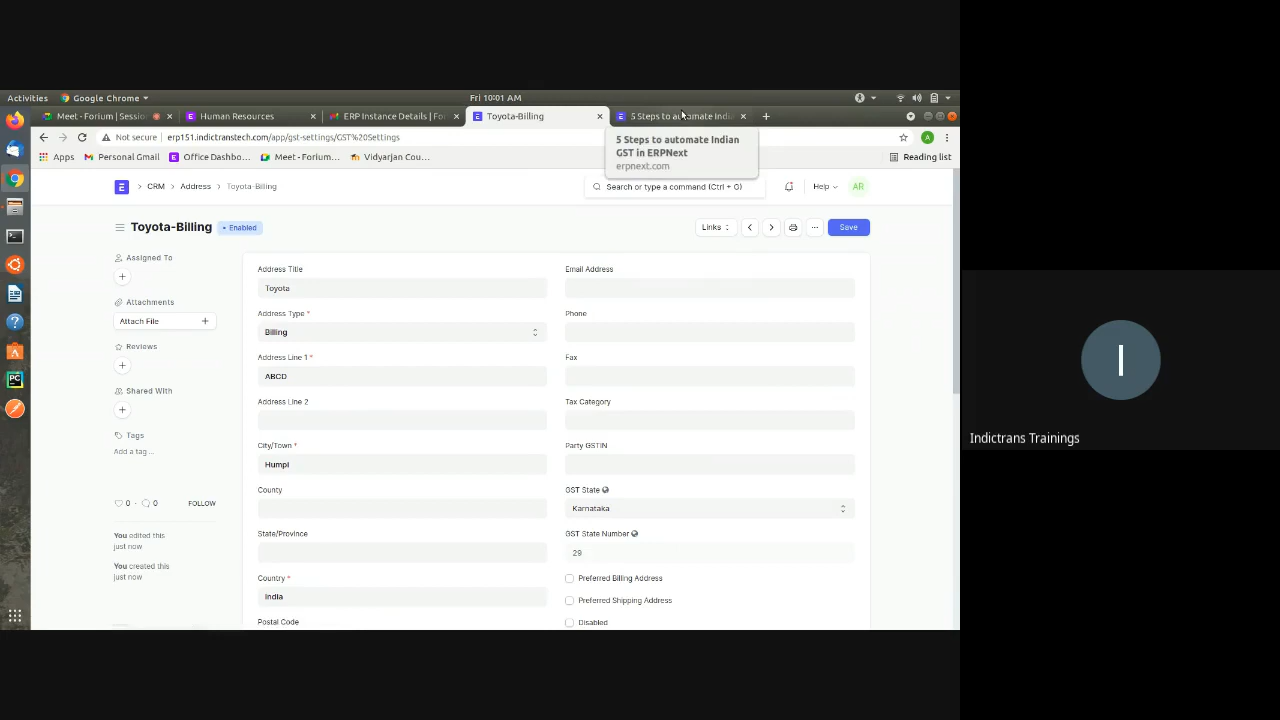 Activities
Google Chrome
Fri 10:01 AM
Meet - Forium | Sessio
Human Resources
ERP Instance Details | Fo
Toyota-Billing
5 Steps to automate Indi
Not secure
erp151.indictranstech.com/app/gst-settings/GST%20Settings
A
5 Steps to automate Indian
GST in ERPNext
erpnext.com
Apps
Personal Gmail
Office Dashbo...
Meet - Forium...
Vidyarjan Cou...
Reading list
E
CRM
Address
Toyota-Billing
Search or type a command (Ctrl + G)
Help
AR
Toyota-Billing
Enabled
Links
Save
Assigned To
Attachments
Attach File
Reviews
Shared With
Tags
Add a tag ...
0 · 0
FOLLOW
You edited this
just now
You created this
just now
Address Title
Toyota
Address Type *
Billing
Address Line 1 *
ABCD
Address Line 2
City/Town *
Humpi
County
State/Province
Country *
India
Postal Code
Email Address
Phone
Fax
Tax Category
Party GSTIN
GST State
Karnataka
GST State Number
29
Preferred Billing Address
Preferred Shipping Address
Disabled
I
Indictrans Trainings